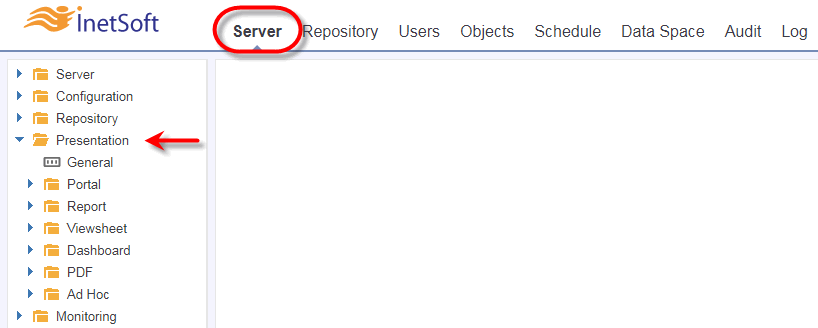 InetSoft
Server Repository Users Objects Schedule Data Space Audit Log
Server
Configuration
Repository
Presentation
General
Portal
Report
Viewsheet
Dashboard
PDF
Ad Hoc
Monitoring